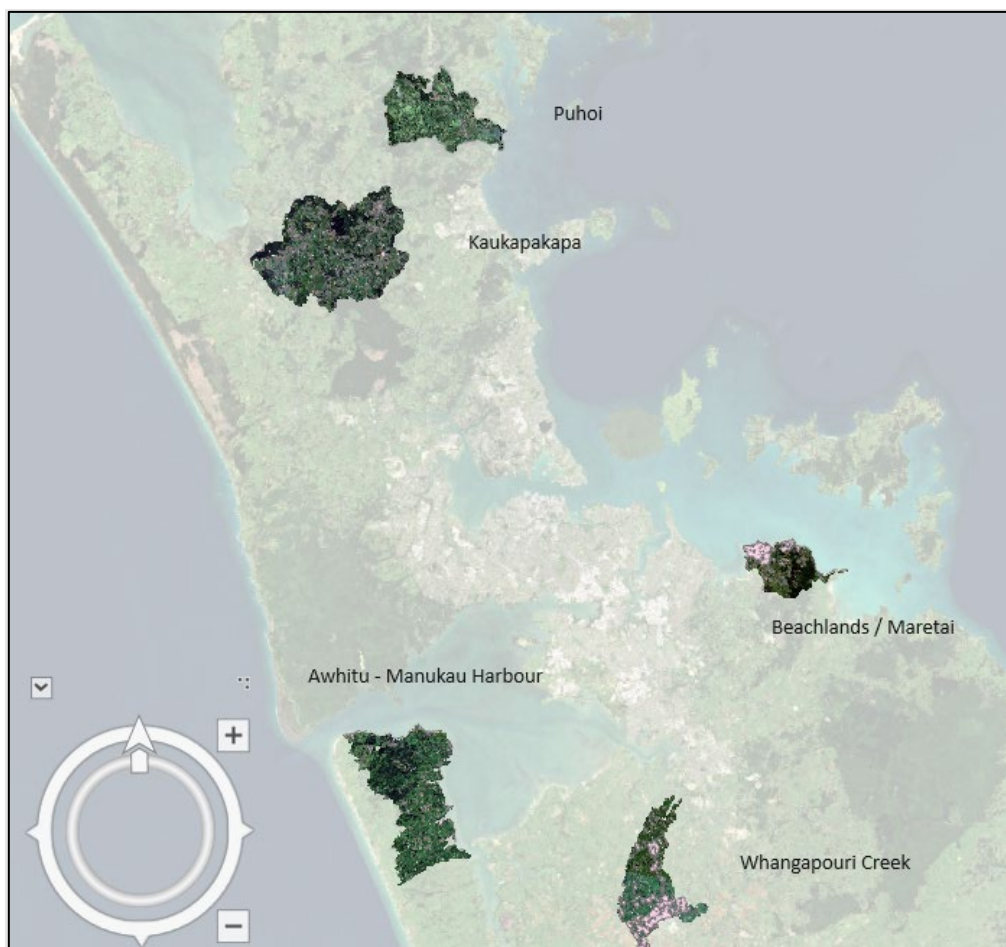 Puhoi
Kaukapakapa
Beachlands / Maretai
Awhitu - Manukau Harbour
Whangapouri Creek